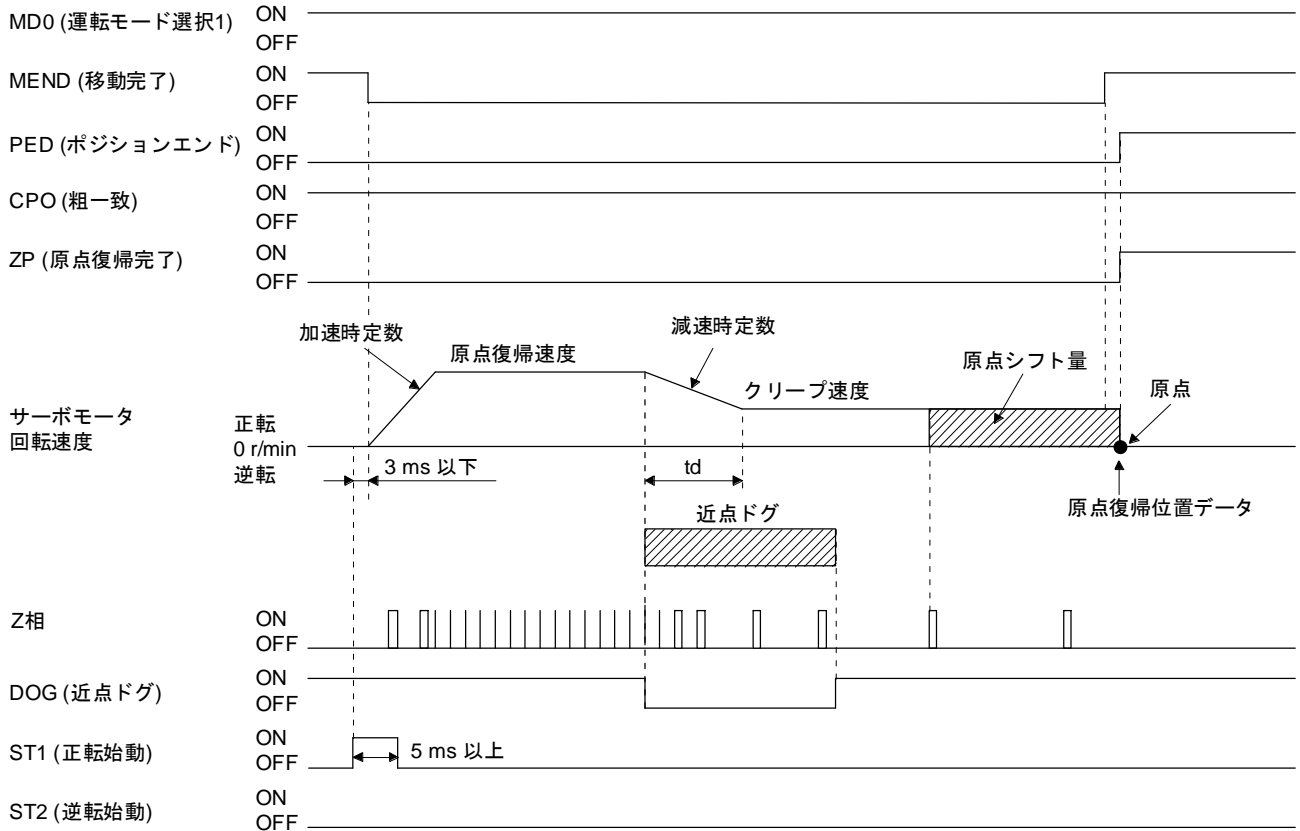 MD0 (運転モード選択1)
ON
OFF
MEND (移動完了)
ON
OFF
PED (ポジションエンド)
ON
OFF
CPO (粗一致)
ON
OFF
ZP (原点復帰完了)
ON
OFF
加速時定数
原点復帰速度
減速時定数
クリープ速度
原点シフト量
原点
サーボモータ
回転速度
正転
0 r/min
逆転
3 ms 以下
td
近点ドグ
原点復帰位置データ
Z相
ON
OFF
DOG (近点ドグ)
ON
OFF
ST1 (正転始動)
ON
OFF
5 ms 以上
ST2 (逆転始動)
ON
OFF